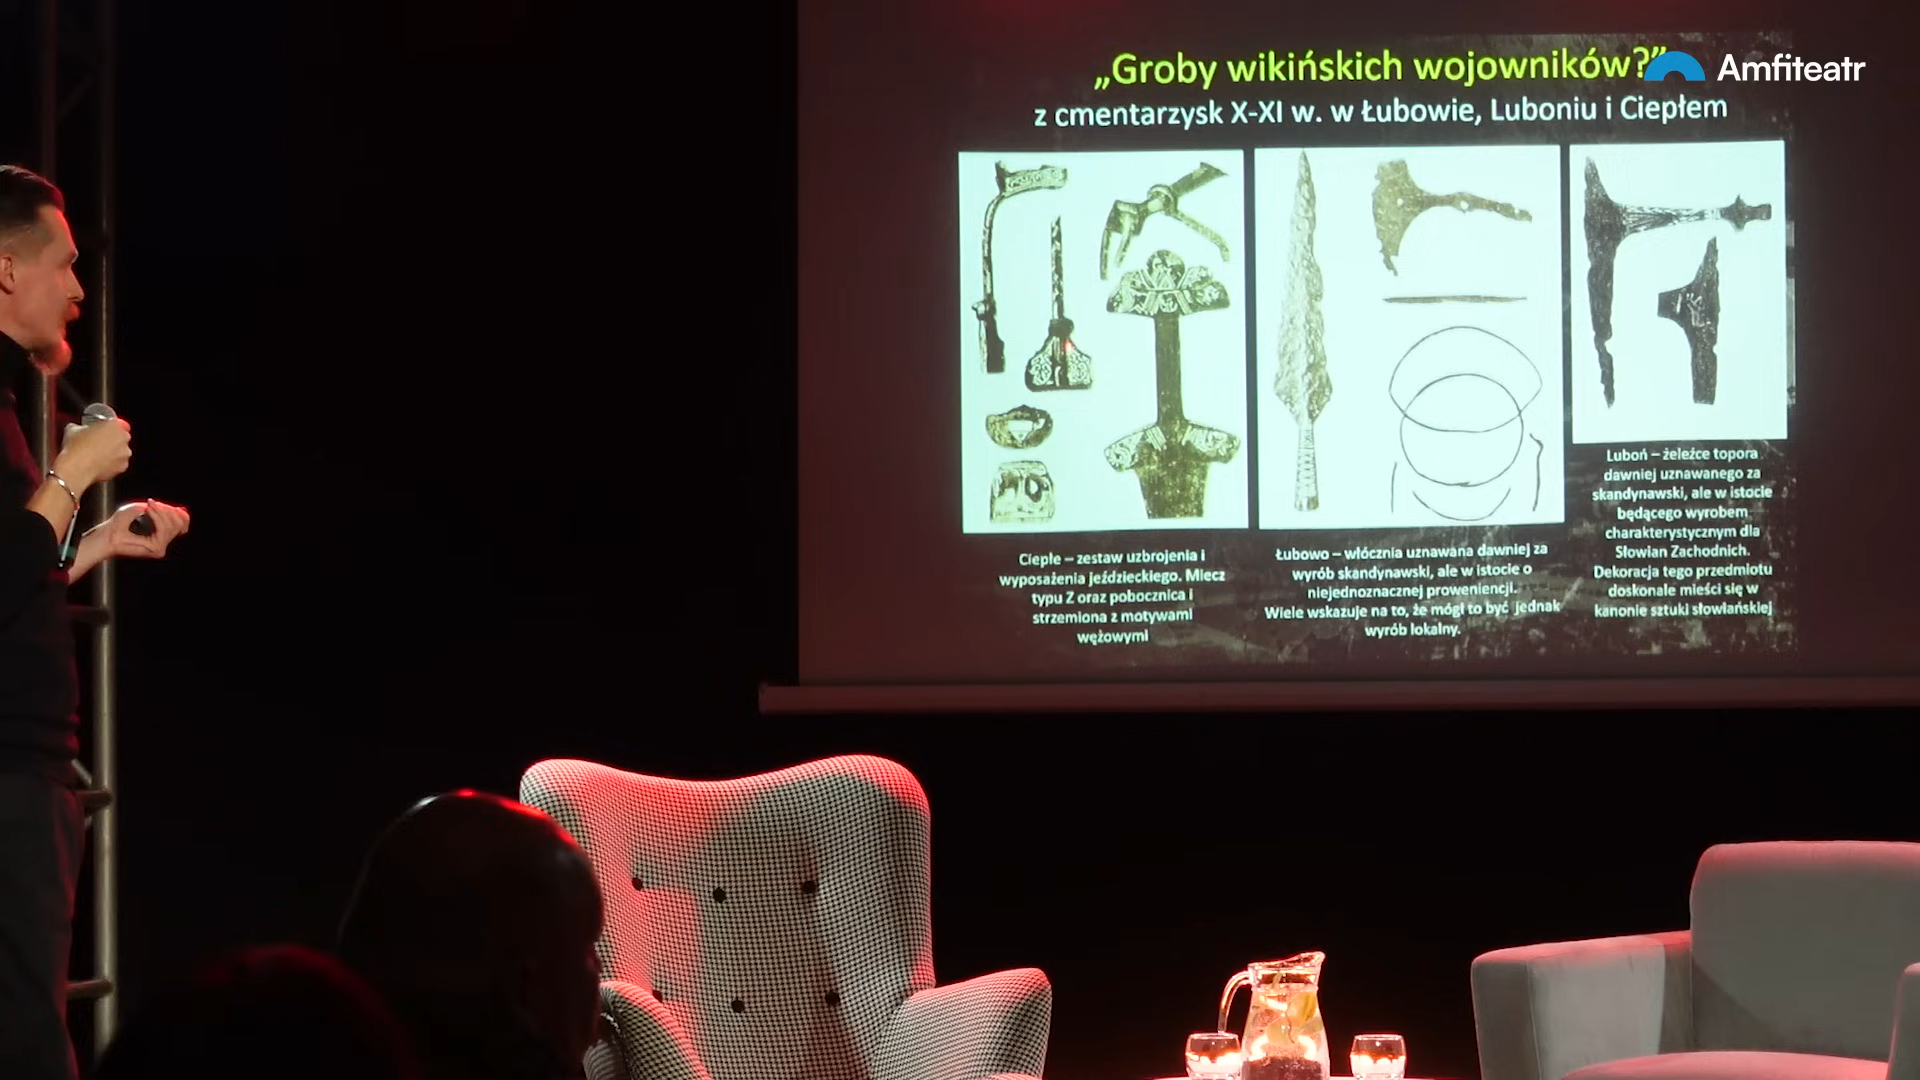 „Groby wikińskich wojowników?”
Amfiteatr
z cmentarzysk X-XI w. w Łubowie, Luboniu i Ciepłem
Ciepłe – zestaw uzbrojenia i
wyposażenia jeździeckiego. Miecz
typu Z oraz pobocznica i
strzemiona z motywami
wężowymi
Łubowo – włócznia uznawana dawniej za
wyrób skandynawski, ale w istocie o
niejednoznacznej proweniencji.
Wiele wskazuje na to, że mógł to być jednak
wyrób lokalny.
Luboń – żeleźce topora
dawniej uznawanego za
skandynawski, ale w istocie
będącego wyrobem
charakterystycznym dla
Słowian Zachodnich.
Dekoracja tego przedmiotu
doskonale mieści się w
kanonie sztuki słowiańskiej